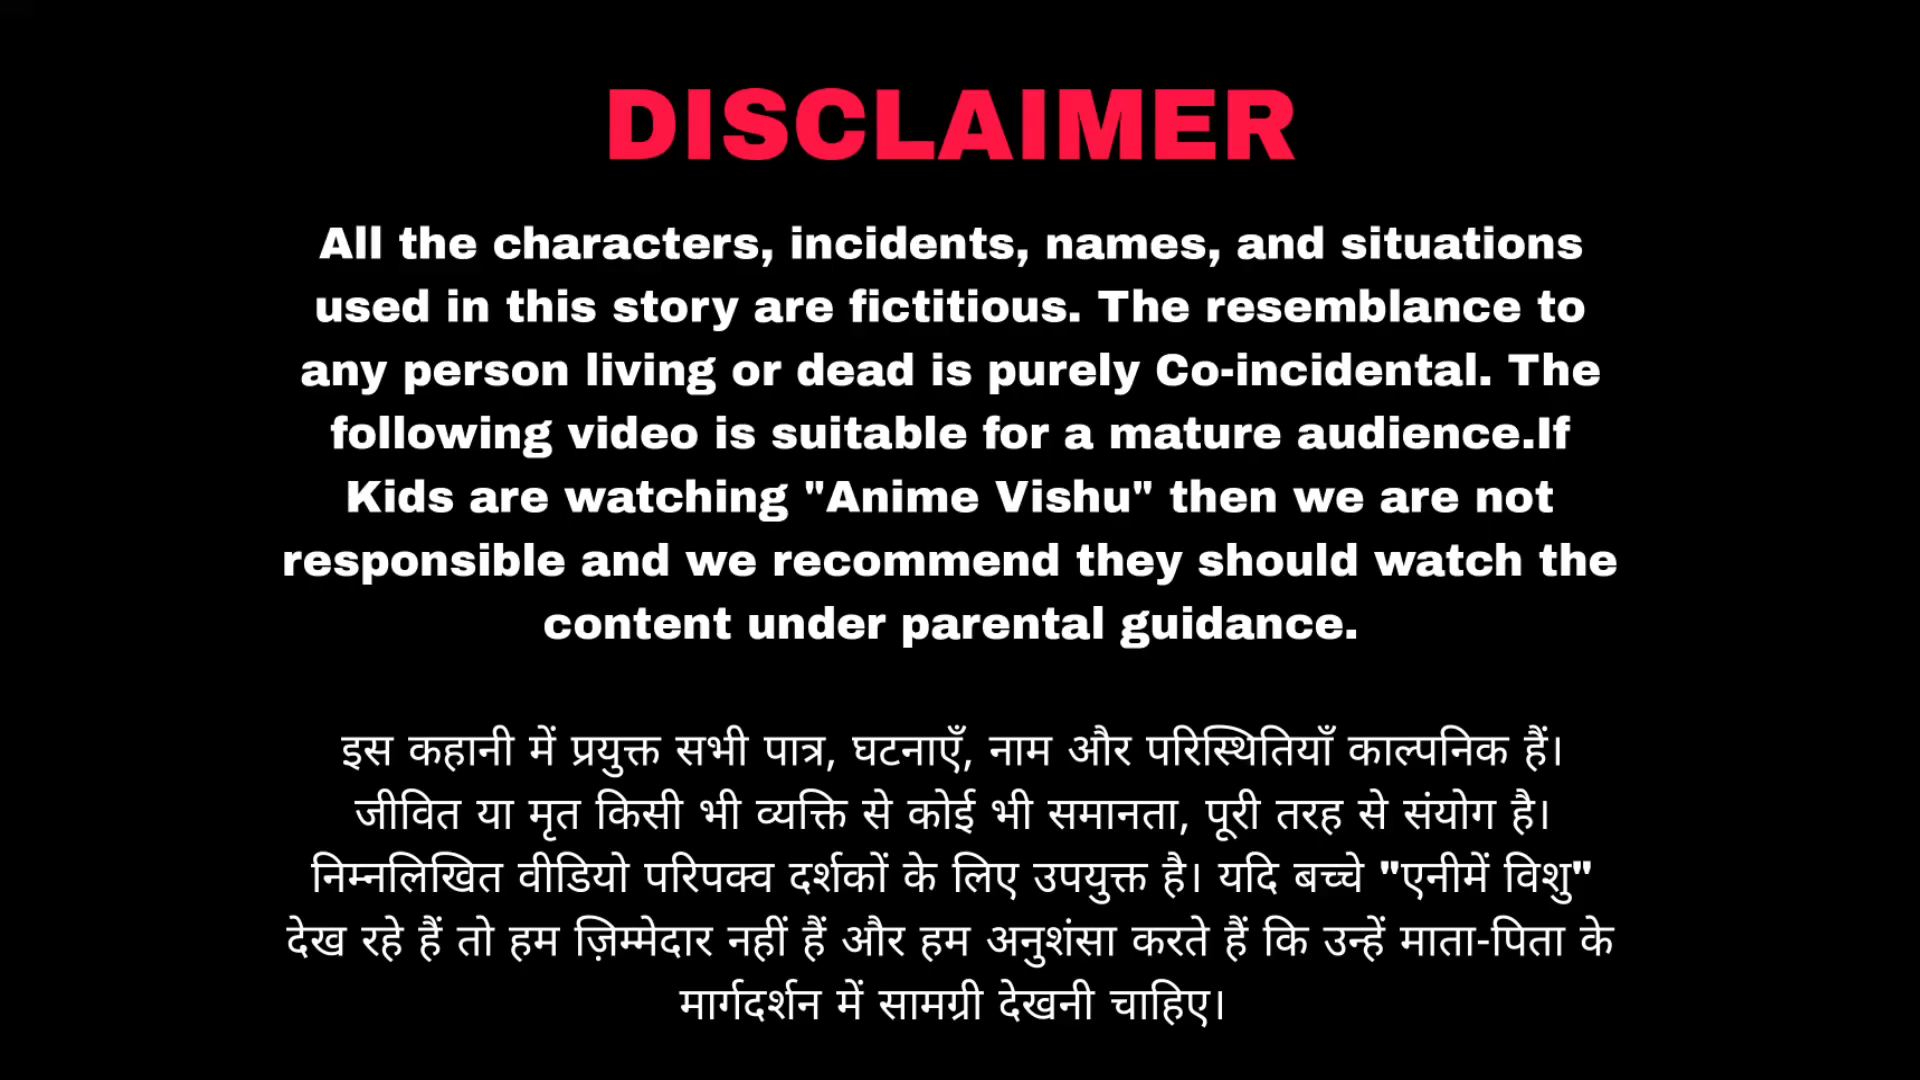 DISCLAIMER
All the characters, incidents, names, and situations
used in this story are fictitious. The resemblance to
any person living or dead is purely Co-incidental. The
following video is suitable for a mature audience.If
Kids are watching "Anime Vishu" then we are not
responsible and we recommend they should watch the
content under parental guidance.
इस कहानी में प्रयुक्त सभी पात्र, घटनाएँ, नाम और परिस्थितियाँ काल्पनिक हैं।
जीवित या मृत किसी भी व्यक्ति से कोई भी समानता, पूरी तरह से संयोग है।
निम्नलिखित वीडियो परिपक्व दर्शकों के लिए उपयुक्त है। यदि बच्चे "एनीमें विशु"
देख रहे हैं तो हम ज़िम्मेदार नहीं हैं और हम अनुशंसा करते हैं कि उन्हें माता-पिता के
मार्गदर्शन में सामग्री देखनी चाहिए।